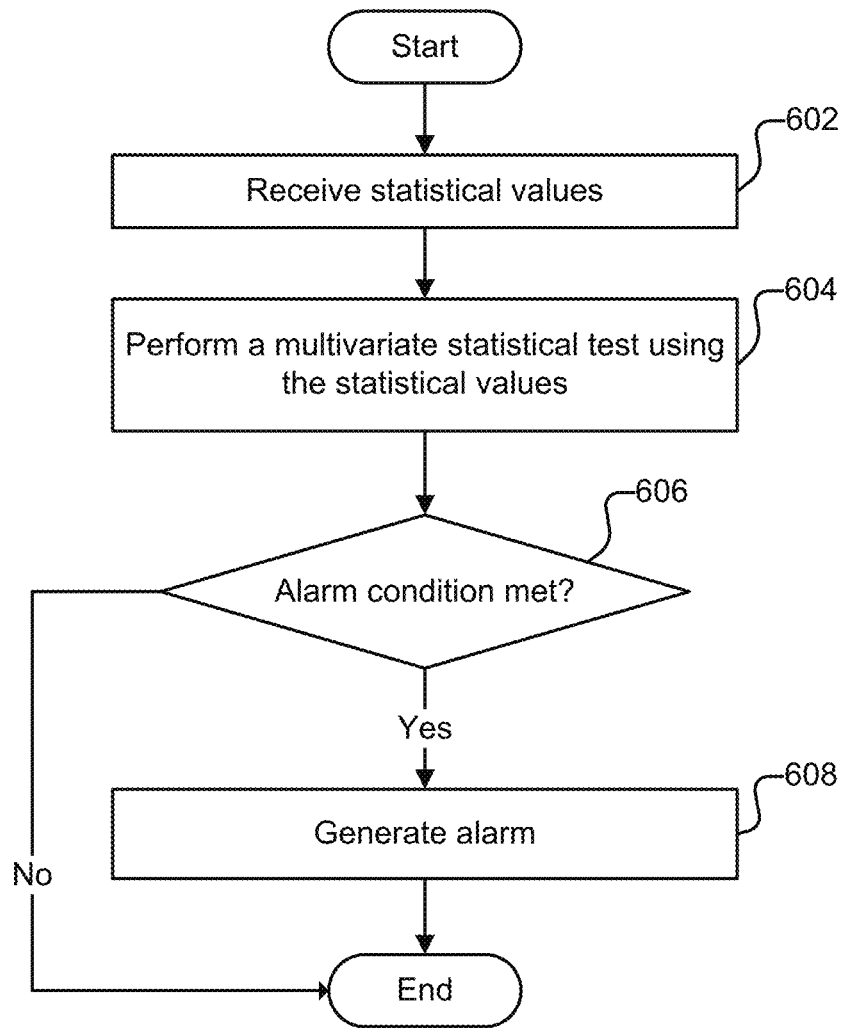 Start
602
Receive statistical values
604
Perform a multivariate statistical test using
the statistical values
606
Alarm condition met?
Yes
608
Generate alarm
No
End